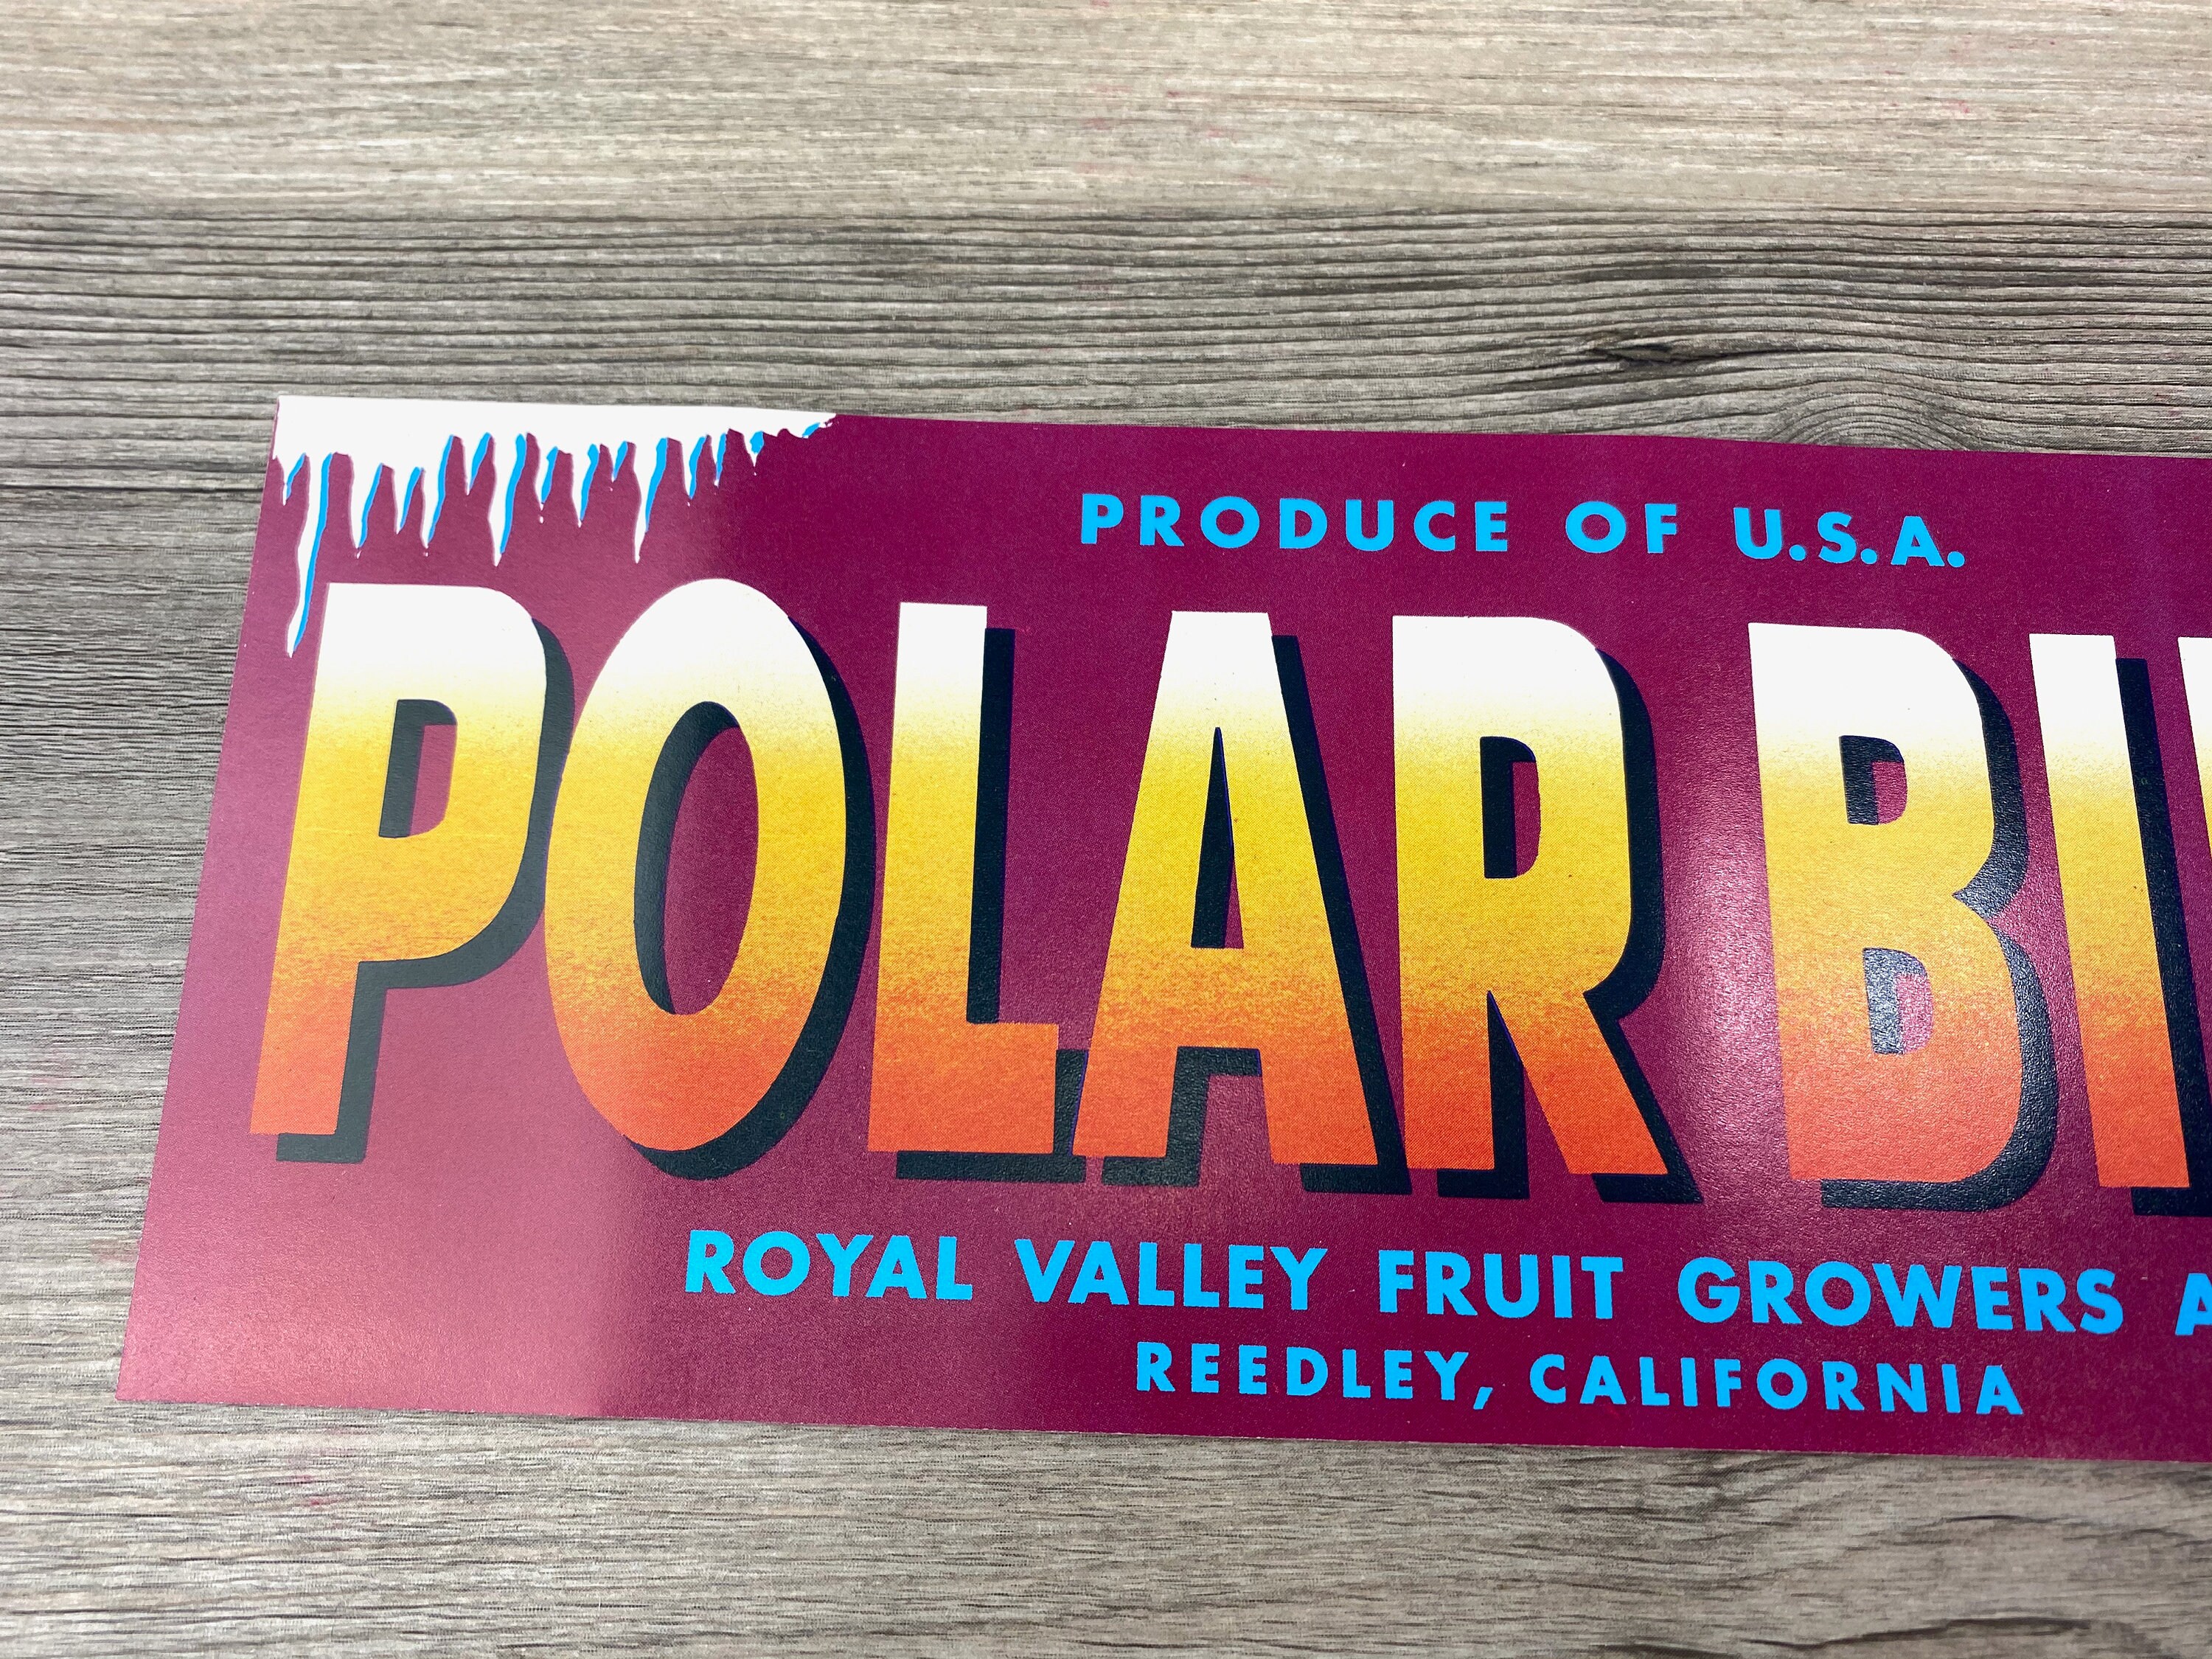 PRODUCE OF U.S.A.
POLAR BI
ROYAL VALLEY FRUIT GROWERS A
REEDLEY, CALIFORNIA